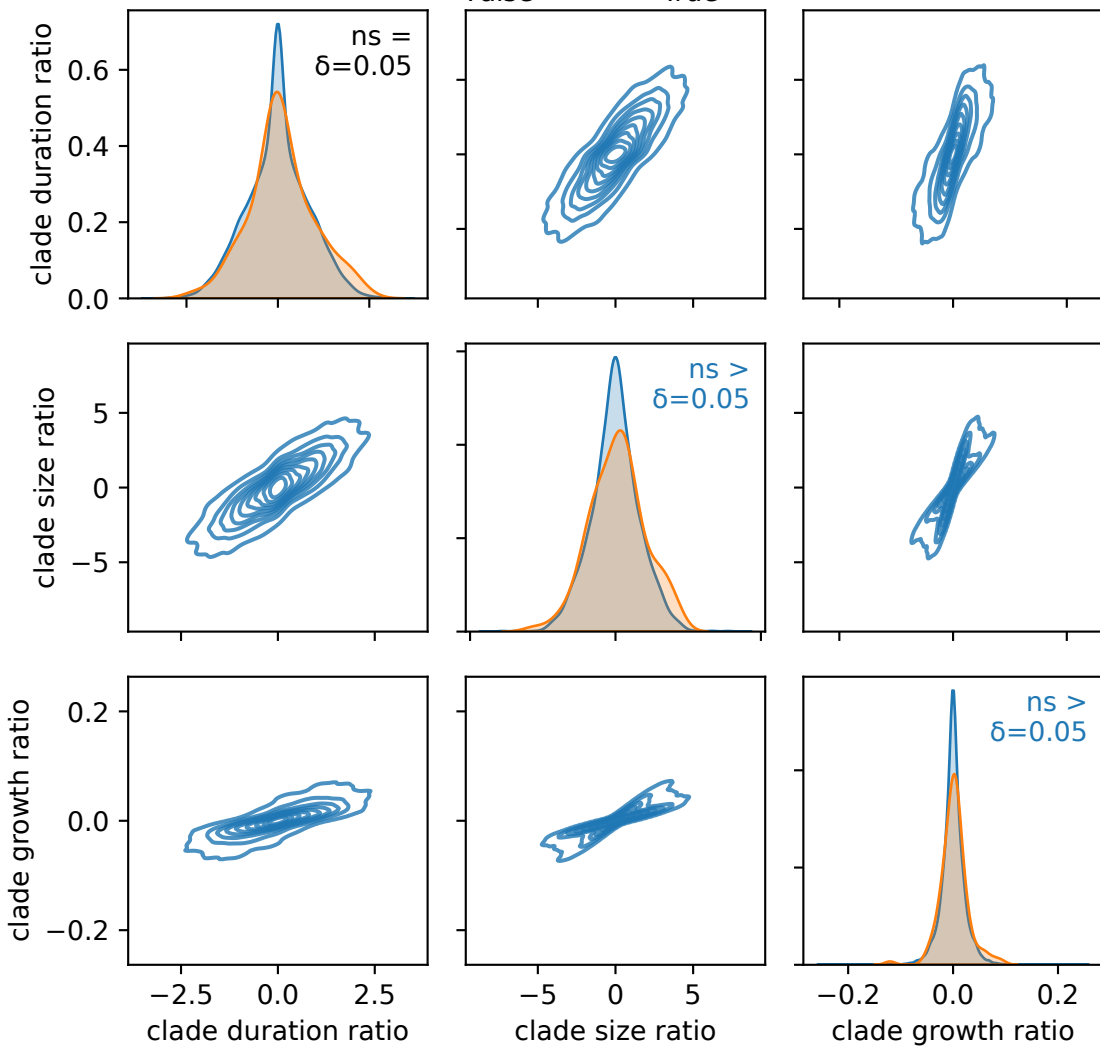 clade duration ratio
0.6
0.4
0.2
0.0
ns =
δ=0.05
clade size ratio
5
0
−5
ns >
δ=0.05
clade growth ratio
0.2
0.0
−0.2
ns >
δ=0.05
−2.5 0.0 2.5
clade duration ratio
−5 0 5
clade size ratio
−0.2 0.0 0.2
clade growth ratio